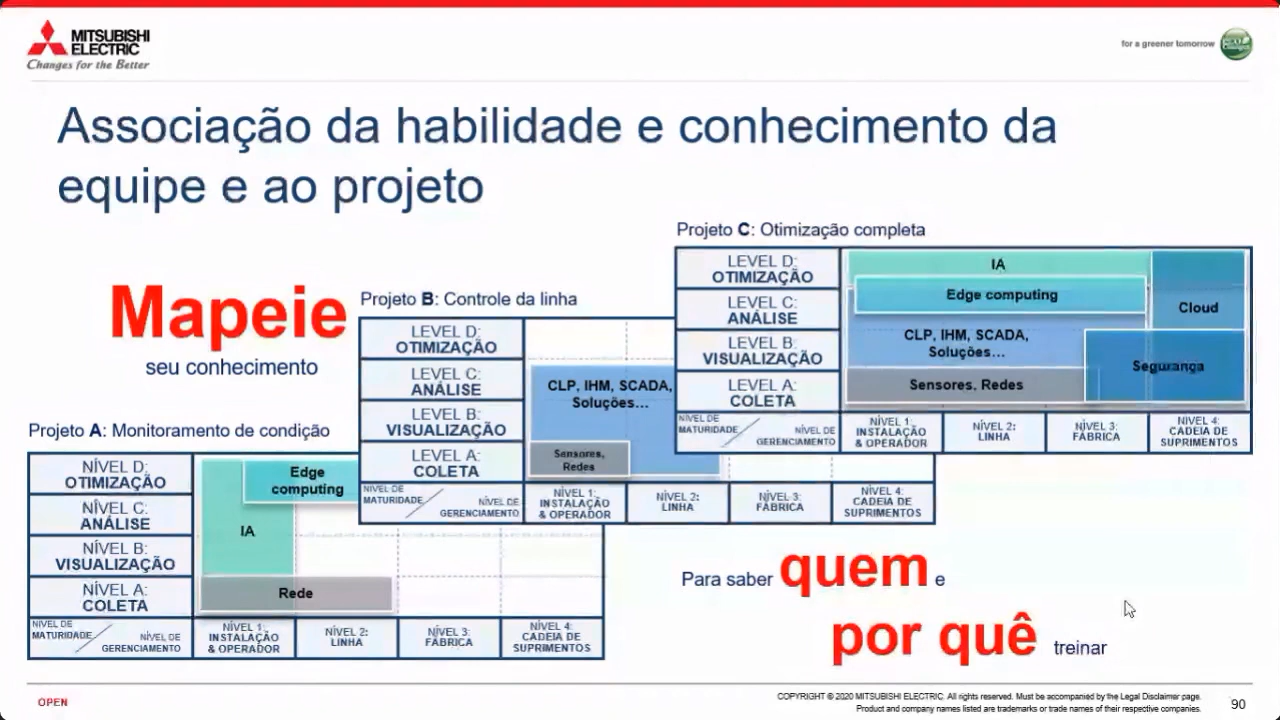 MITSUBISHI
ELECTRIC
Changes for the Better
for a greener tomorrow
Associação da habilidade e conhecimento da
equipe e ao projeto
Mapeie
seu conhecimento
Projeto A: Monitoramento de condição
NÍVEL D:
OTIMIZAÇÃO
NÍVEL C:
ANÁLISE
NÍVEL B:
VISUALIZAÇÃO
NÍVEL A:
COLETA
NIVEL DE
MATURIDADE
NÍVEL DE
GERENCIAMENTO
NÍVEL 1:
INSTALAÇÃO
& OPERADOR
NÍVEL 2:
LINHA
NÍVEL 3:
FÁBRICA
NÍVEL 4:
CADEIA DE
SUPRIMENTOS
Edge
computing
IA
Rede
Projeto B: Controle da linha
LEVEL D:
OTIMIZAÇÃO
LEVEL C:
ANÁLISE
LEVEL B:
VISUALIZAÇÃO
LEVEL A:
COLETA
NÍVEL DE
MATURIDADE
NÍVEL DE
GERENCIAMENTO
NÍVEL 1:
INSTALAÇÃO
& OPERADOR
NÍVEL 2:
LINHA
NÍVEL 3:
FÁBRICA
NÍVEL 4:
CADEIA DE
SUPRIMENTOS
CLP, IHM, SCADA,
Soluções...
Sensores,
Redes
Projeto C: Otimização completa
LEVEL D:
OTIMIZAÇÃO
LEVEL C:
ANÁLISE
LEVEL B:
VISUALIZAÇÃO
LEVEL A:
COLETA
NÍVEL DE
MATURIDADE
NÍVEL DE
GERENCIAMENTO
NÍVEL 1:
INSTALAÇÃO
& OPERADOR
NÍVEL 2:
LINHA
NÍVEL 3:
FÁBRICA
NÍVEL 4:
CADEIA DE
SUPRIMENTOS
IA
Edge computing
Cloud
CLP, IHM, SCADA,
Soluções...
Segurança
Sensores, Redes
Para saber quem e
por quê treinar
OPEN
COPYRIGHT © 2020 MITSUBISHI ELECTRIC. All rights reserved. Must be accompanied by the Legal Disclaimer page.
Product and company names listed are trademarks or trade names of their respective companies.
90